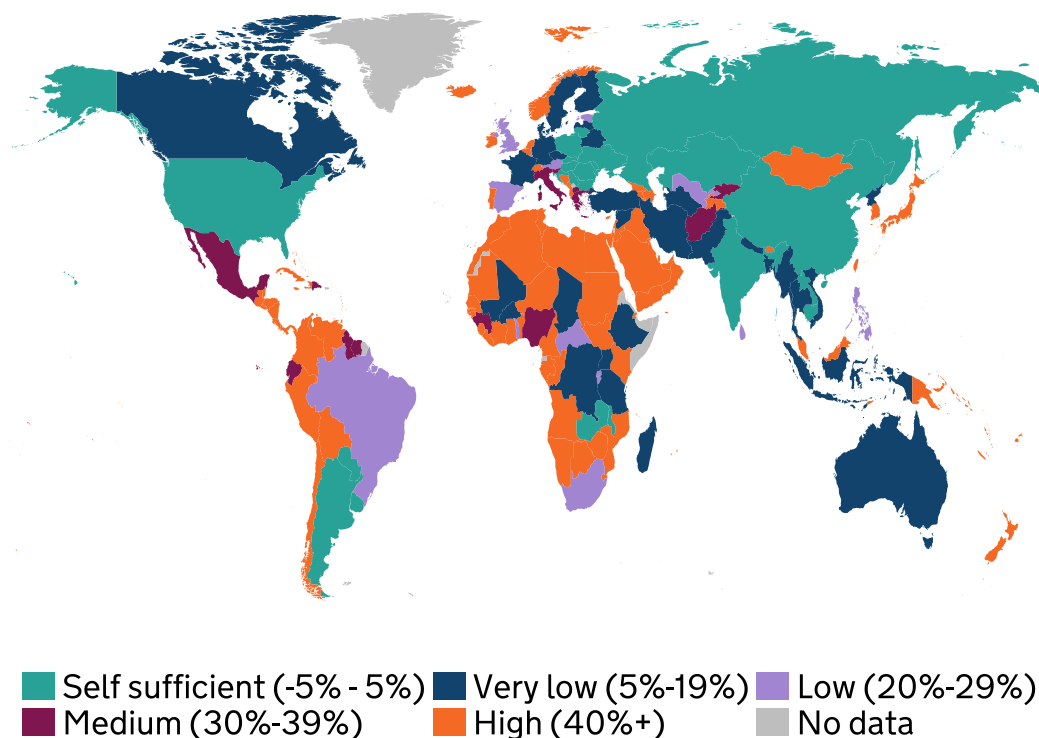 Self sufficient (-5% - 5%) Very low (5%-19%) Low (20%-29%)
Medium (30%-39%) High (40%+) No data